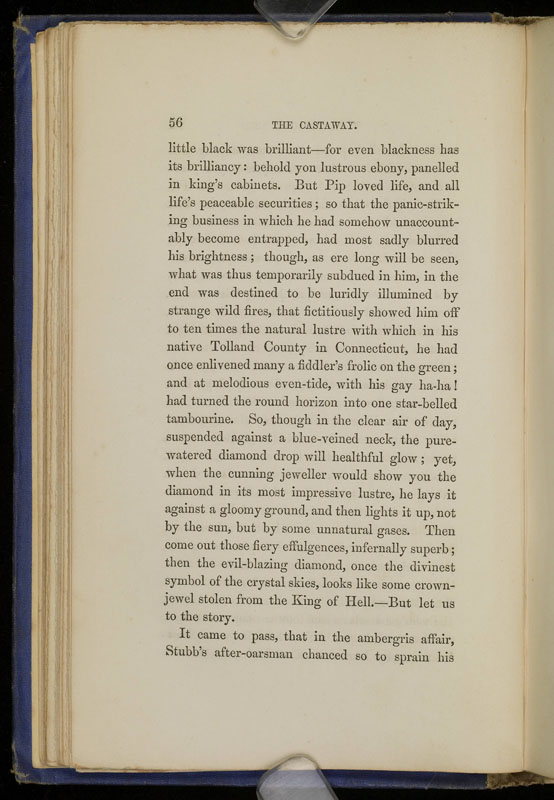 56 THE CASTAWAY.
little black was brilliant—for even blackness has
its brilliancy: behold yon lustrous ebony, panelled
in king's cabinets. But Pip loved life, and all
life's peaceable securities; so that the panic-strik-
ing business in which he had somehow unaccount-
ably become entrapped, had most sadly blurred
his brightness; though, as ere long will be seen,
what was thus temporarily subdued in him, in the
end was destined to be luridly illumined by
strange wild fires, that fictitiously showed him off
to ten times the natural lustre with which in his
native Tolland County in Connecticut, he had
once enlivened many a fiddler's frolic on the green;
and at melodious even-tide, with his gay ha-ha!
had turned the round horizon into one star-belled
tambourine. So, though in the clear air of day,
suspended against a blue-veined neck, the pure-
watered diamond drop will healthful glow; yet,
when the cunning jeweller would show you the
diamond in its most impressive lustre, he lays it
against a gloomy ground, and then lights it up, not
by the sun, but by some unnatural gases. Then
come out those fiery effulgences, infernally superb;
then the evil-blazing diamond, once the divinest
symbol of the crystal skies, looks like some crown-
jewel stolen from the King of Hell.—But let us
to the story.
It came to pass, that in the ambergris affair,
Stubb's after-oarsman chanced so to sprain his